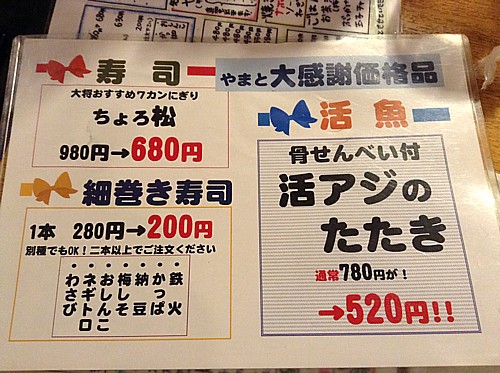 やまと大感謝価格品
寿司
大将おすすめ7カンにぎり
ちょろ松
980円→680円
細巻き寿司
1本 280円→200円
別種でもOK!二本以上でご注文ください
・鉄火
・かっぱ
・納豆
・梅しそ
・おしんこ
・ネギトロ
・わさび
活魚
骨せんべい付
活アジの
たたき
通常780円が!
→520円!!